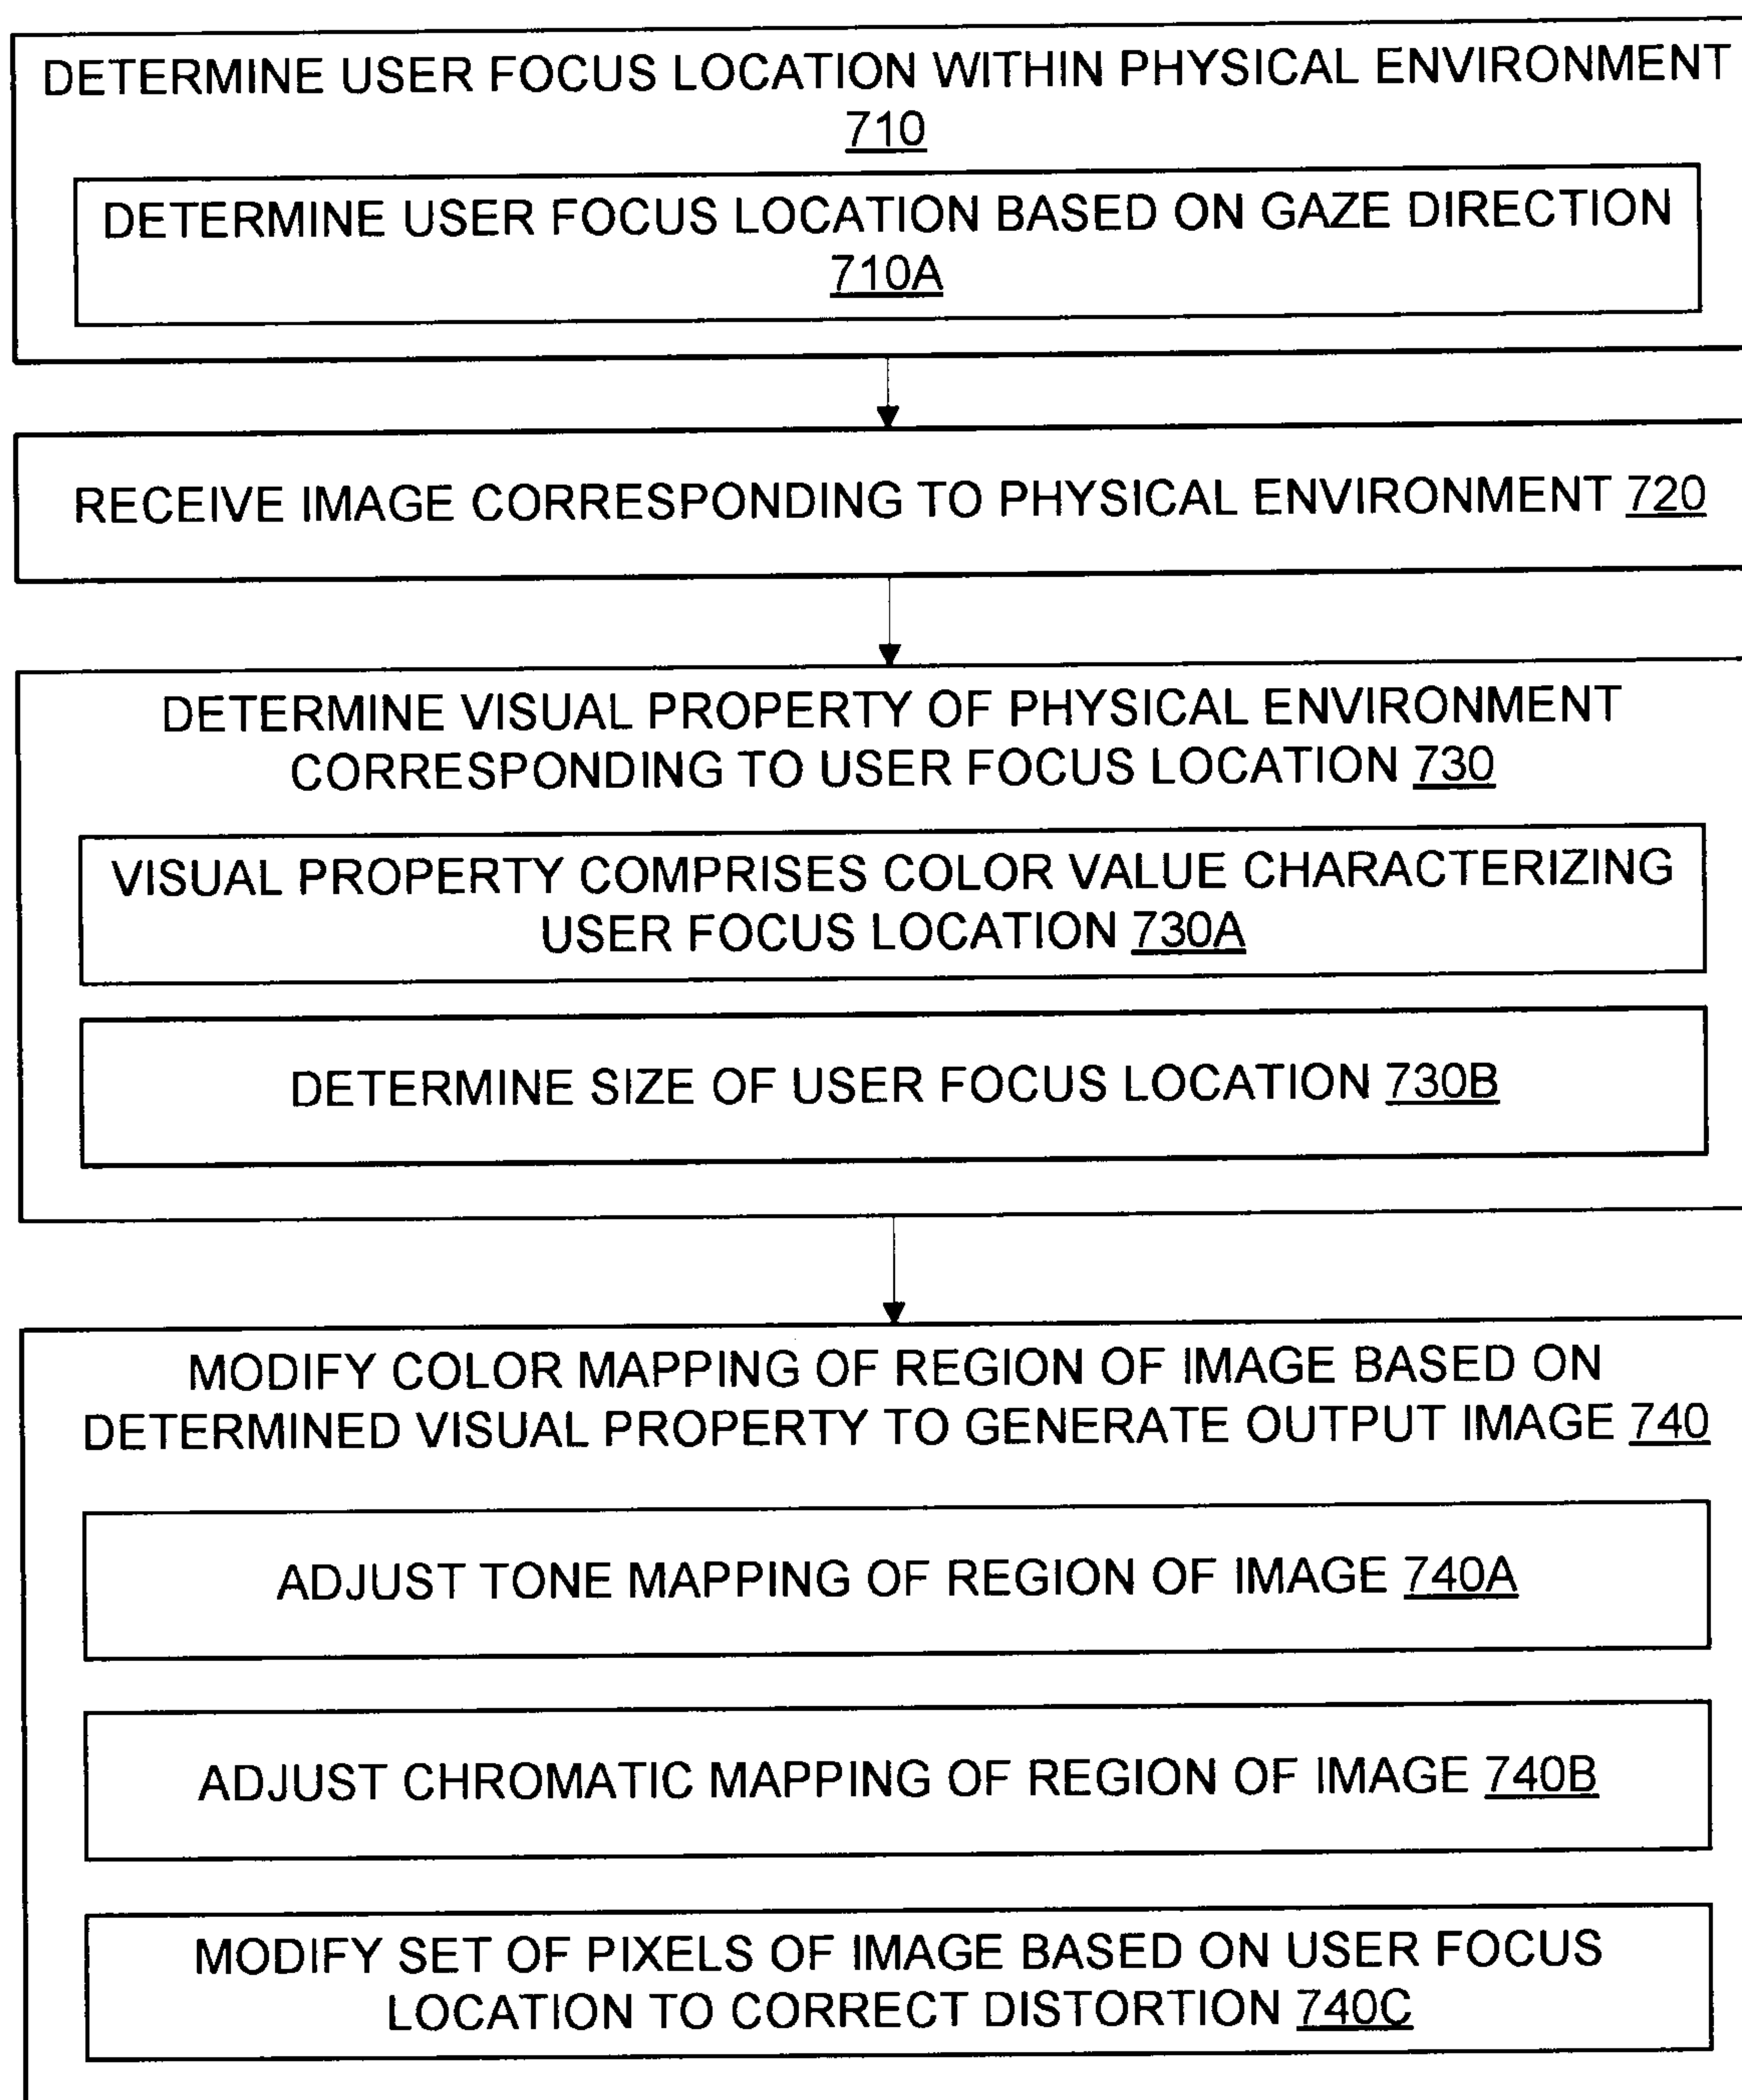 DETERMINE USER FOCUS LOCATION WITHIN PHYSICAL ENVIRONMENT
710
DETERMINE USER FOCUS LOCATION BASED ON GAZE DIRECTION
710A
RECEIVE IMAGE CORRESPONDING TO PHYSICAL ENVIRONMENT 720
DETERMINE VISUAL PROPERTY OF PHYSICAL ENVIRONMENT
CORRESPONDING TO USER FOCUS LOCATION 730
VISUAL PROPERTY COMPRISES COLOR VALUE CHARACTERIZING
USER FOCUS LOCATION 730A
DETERMINE SIZE OF USER FOCUS LOCATION 730B
MODIFY COLOR MAPPING OF REGION OF IMAGE BASED ON
DETERMINED VISUAL PROPERTY TO GENERATE OUTPUT IMAGE 740
ADJUST TONE MAPPING OF REGION OF IMAGE 740A
ADJUST CHROMATIC MAPPING OF REGION OF IMAGE 740B
MODIFY SET OF PIXELS OF IMAGE BASED ON USER FOCUS
LOCATION TO CORRECT DISTORTION 740C